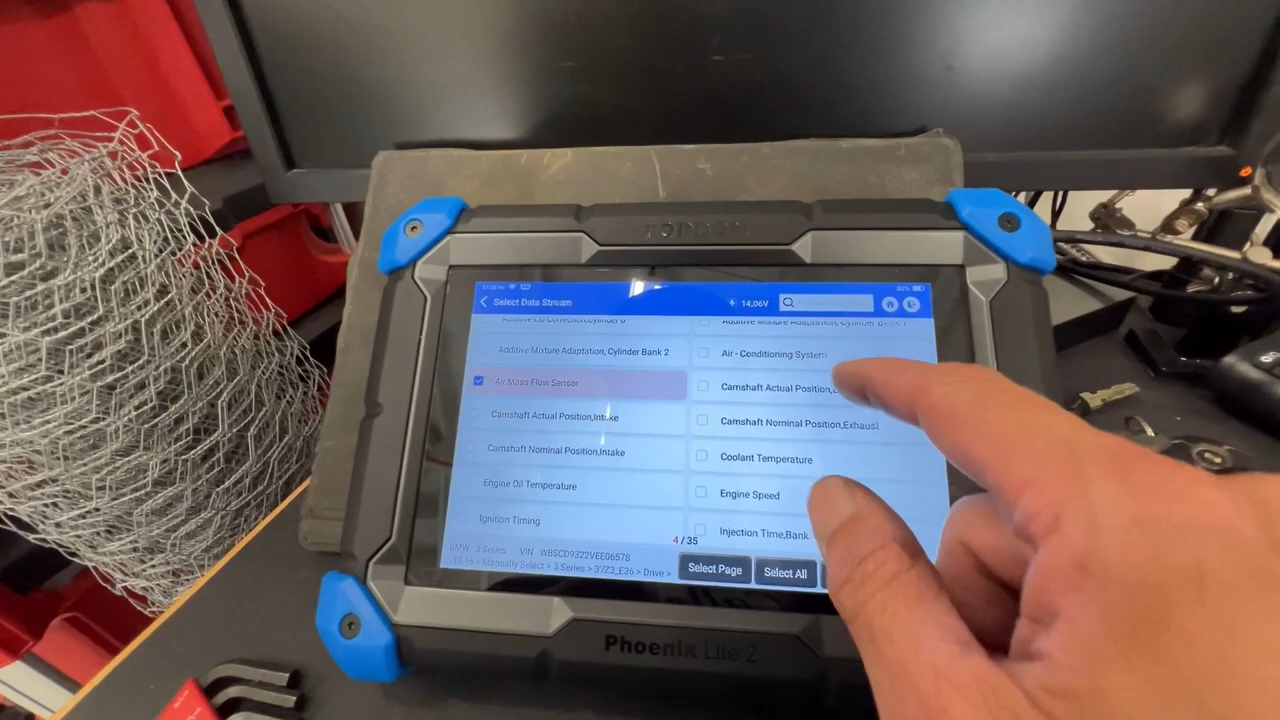 TOPDON
Select Data Stream
14.06V
80%
Additive Mixture Adaptation, Cylinder Bank 2
Air - Conditioning System
Air Mass Flow Sensor
Camshaft Actual Position,
Camshaft Actual Position,Intake
Camshaft Nominal Position,Exhaust
Camshaft Nominal Position,Intake
Coolant Temperature
Engine Oil Temperature
Engine Speed
Ignition Timing
Injection Time,Bank
4 / 35
BMW 3 Series VIN WBSCD9322VEE06578
> Manually Select > 3 Series > 3'/Z3_E36 > Drive >
Select Page
Select All
Phoenix Lite 2